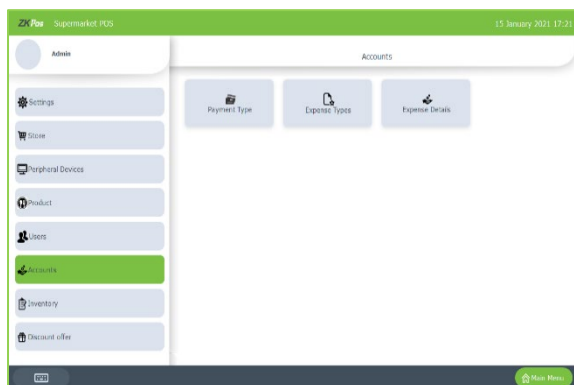 ZKPos Supermarket POS 15 January 2021 17:21
Admin
Accounts
Settings
Store
Peripheral Devices
Product
Users
Accounts
Inventory
Discount offer
Payment Type
Expense Types
Expense Details
Main Menu